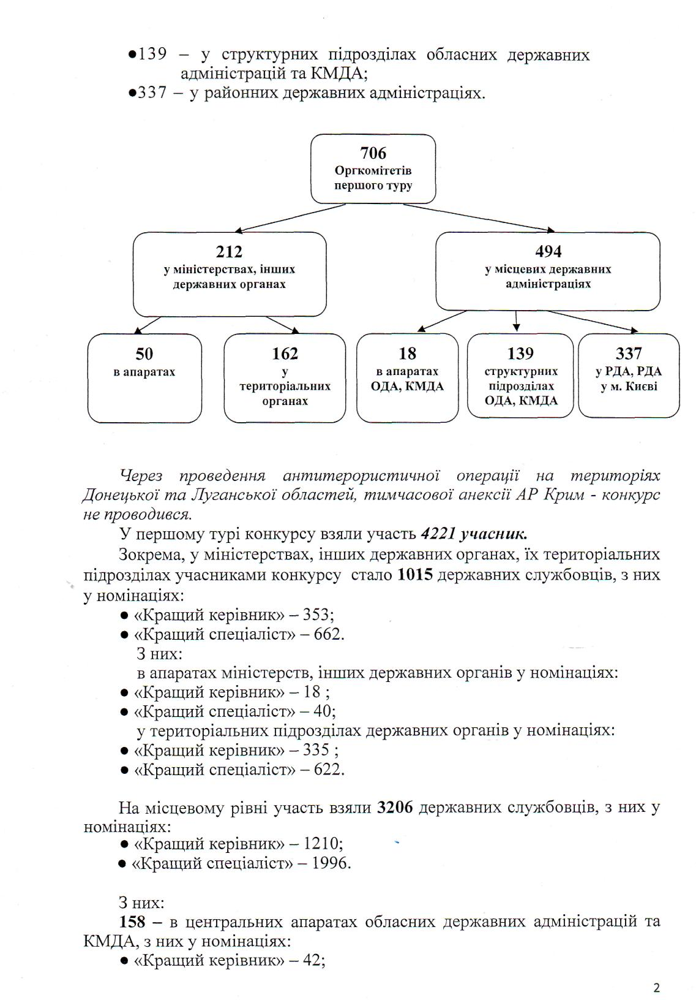 ●139 – у структурних підрозділах обласних державних
адміністрацій та КМДА;
●337 – у районних державних адміністраціях.
706
Оргкомітетів
першого туру
212
у міністерствах, інших
державних органах
494
у місцевих державних
адміністраціях
50
в апаратах
162
у
територіальних
органах
18
в апаратах
ОДА, КМДА
139
структурних
підрозділах
ОДА, КМДА
337
у РДА, РДА
у м. Києві
Через проведення антитерористичної операції на територіях
Донецької та Луганської областей, тимчасової анексії АР Крим - конкурс
не проводився.
У першому турі конкурсу взяли участь 4221 учасник.
Зокрема, у міністерствах, інших державних органах, їх територіальних
підрозділах учасниками конкурсу стало 1015 державних службовців, з них
у номінаціях:
● «Кращий керівник» – 353;
● «Кращий спеціаліст» – 662.
З них:
в апаратах міністерств, інших державних органів у номінаціях:
● «Кращий керівник» – 18 ;
● «Кращий спеціаліст» – 40;
у територіальних підрозділах державних органів у номінаціях:
● «Кращий керівник» – 335 ;
● «Кращий спеціаліст» – 622.
На місцевому рівні участь взяли 3206 державних службовців, з них у
номінаціях:
● «Кращий керівник» – 1210;
● «Кращий спеціаліст» – 1996.
З них:
158 – в центральних апаратах обласних державних адміністрацій та
КМДА, з них у номінаціях:
● «Кращий керівник» – 42;
2